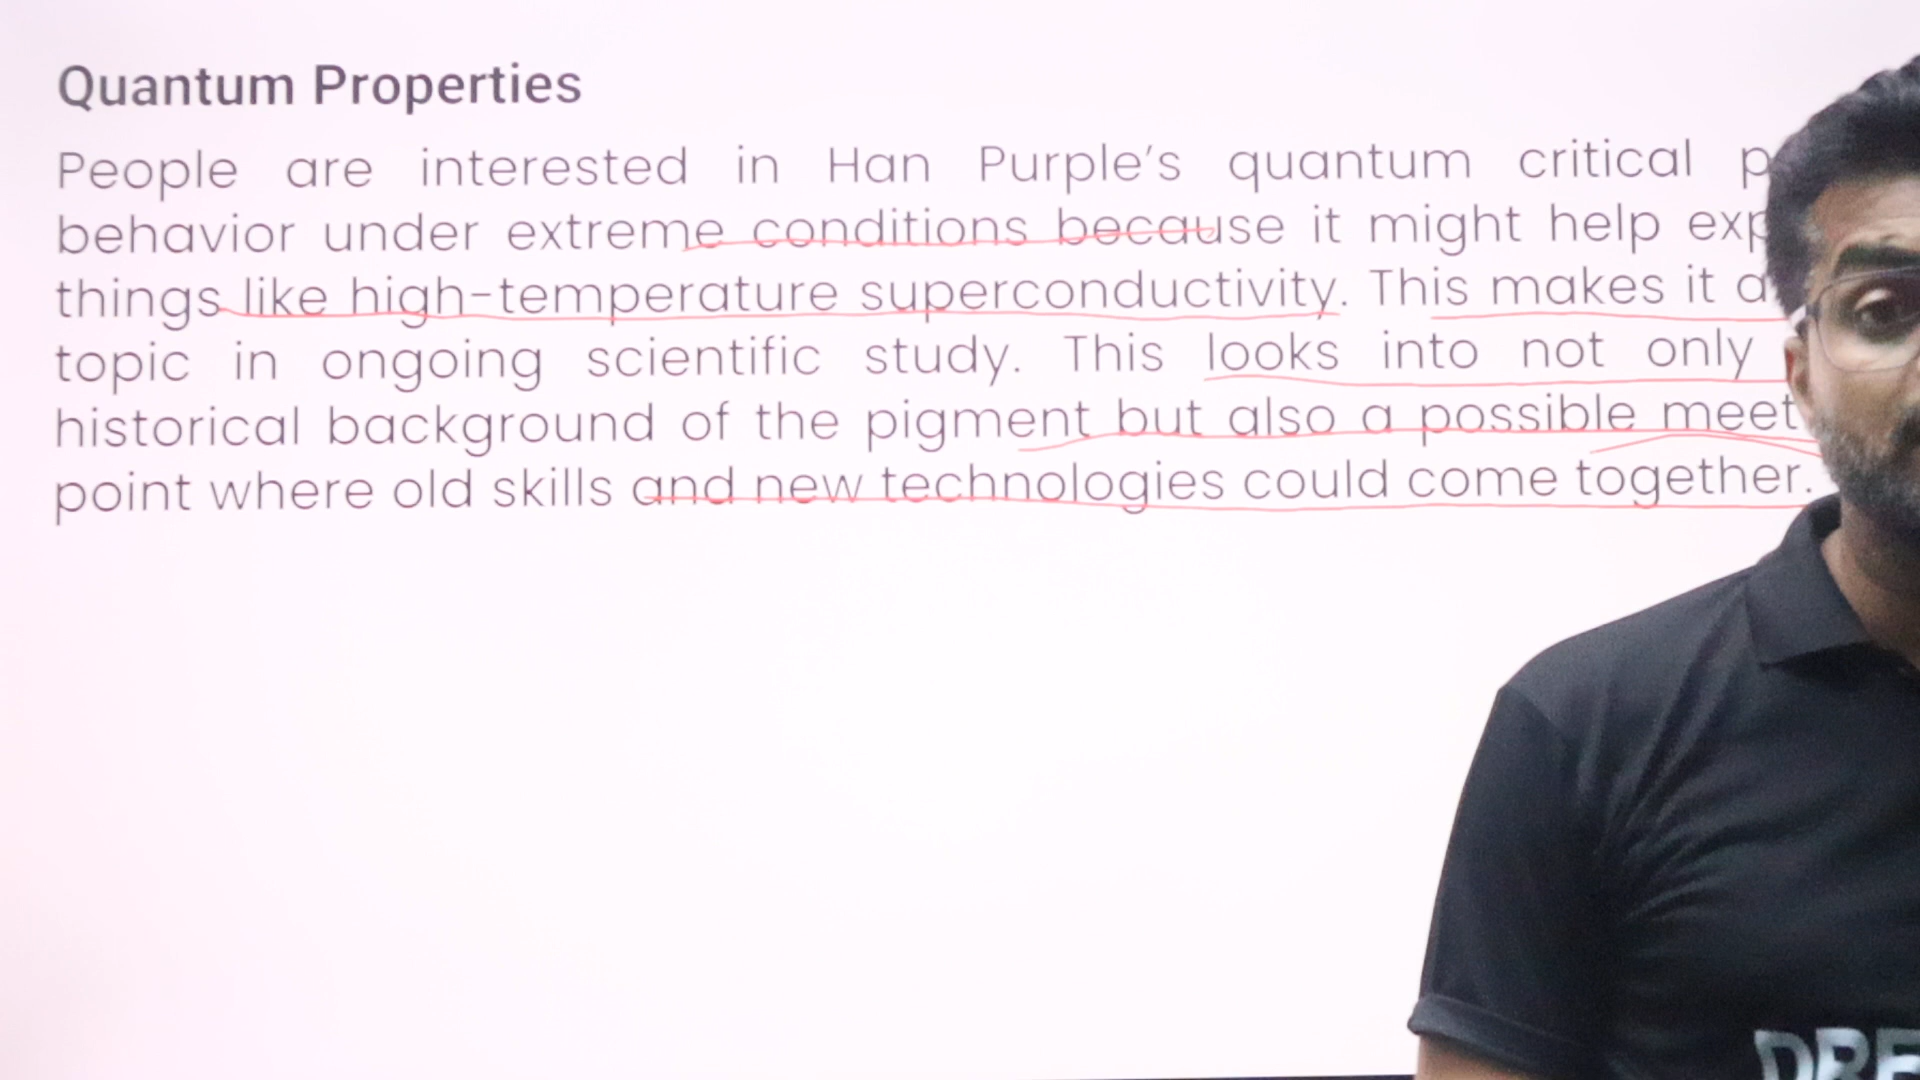 Quantum Properties
People are interested in Han Purple's quantum critical
behavior under extreme conditions because it might help
things like high-temperature superconductivity. This makes it
topic in ongoing scientific study. This looks into not only
historical background of the pigment but also a possible
point where old skills and new technologies could come together.